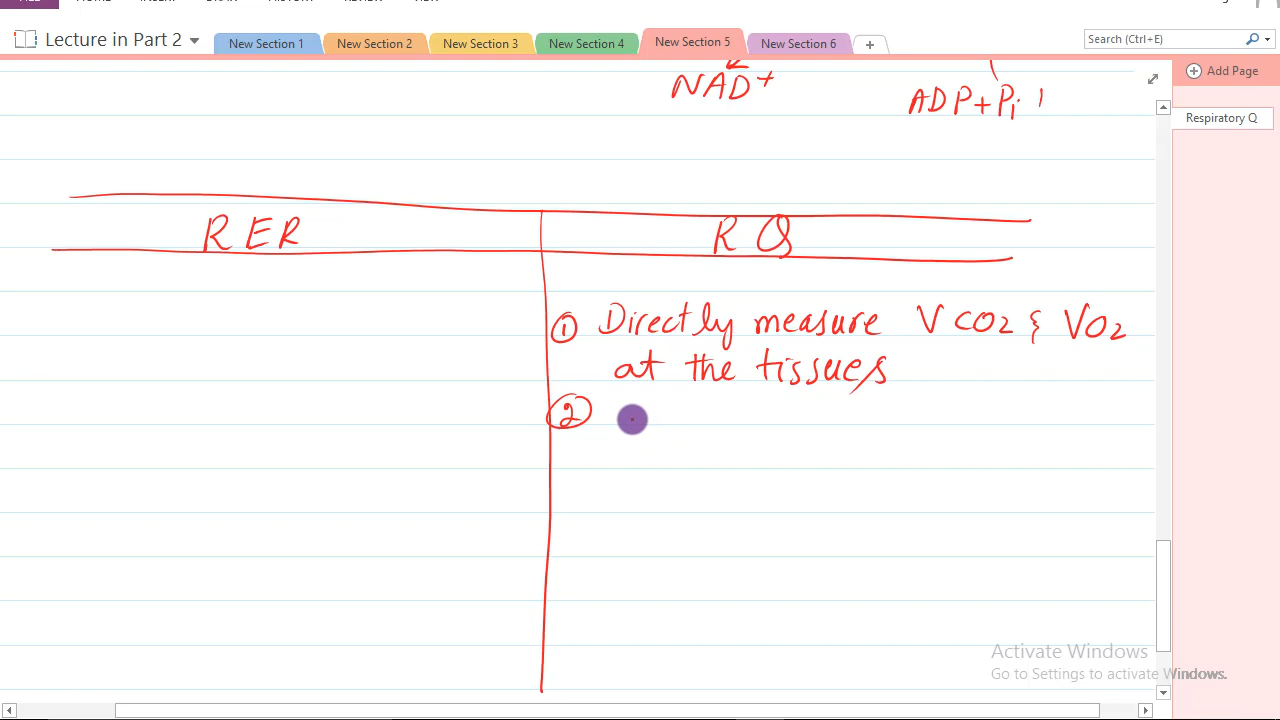 Lecture in Part 2
New Section 1
New Section 2
New Section 3
New Section 4
New Section 5
New Section 6
+
Search (Ctrl+E)
Add Page
Respiratory Q
NAD+
ADP+Pi
RER
RQ
① Directly measure VCO2 & VO2
at the tissues
②
Activate Windows
Go to Settings to activate Windows.